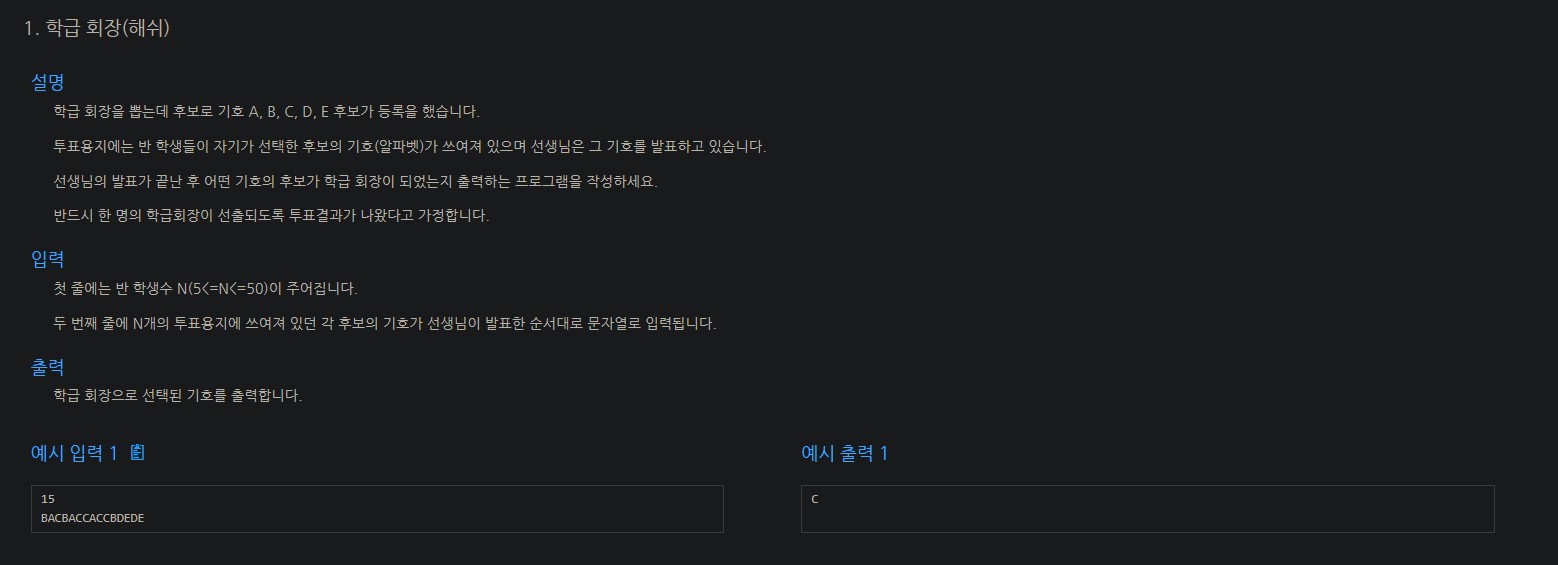 1. 학급 회장(해쉬)
설명
학급 회장을 뽑는데 후보로 기호 A, B, C, D, E 후보가 등록을 했습니다.
투표용지에는 반 학생들이 자기가 선택한 후보의 기호(알파벳)가 쓰여져 있으며 선생님은 그 기호를 발표하고 있습니다.
선생님의 발표가 끝난 후 어떤 기호의 후보가 학급 회장이 되었는지 출력하는 프로그램을 작성하세요.
반드시 한 명의 학급회장이 선출되도록 투표결과가 나왔다고 가정합니다.
입력
첫 줄에는 반 학생수 N(5<=N<=50)이 주어집니다.
두 번째 줄에 N개의 투표용지에 쓰여져 있던 각 후보의 기호가 선생님이 발표한 순서대로 문자열로 입력됩니다.
출력
학급 회장으로 선택된 기호를 출력합니다.
예시 입력 1
15
BACBACCACCBDEDE
예시 출력 1
C